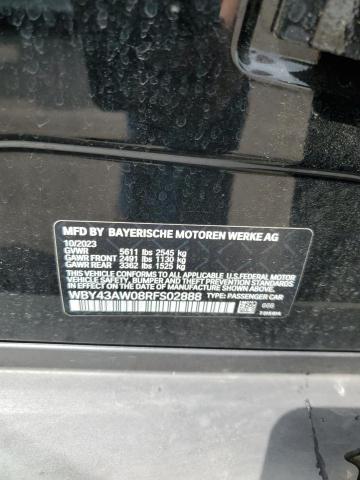 MFD BY BAYERISCHE MOTOREN WERKE AG
10/2023
GVWR 5611 lbs 2545 kg
GAWR FRONT 2491 lbs 1130 kg
GAWR REAR 3362 lbs 1525 kg
THIS VEHICLE CONFORMS TO ALL APPLICABLE U.S. FEDERAL
MOTOR VEHICLE SAFETY, BUMPER, AND THEFT PREVENTION STANDARDS
IN EFFECT ON THE DATE OF MANUFACTURE SHOWN ABOVE.
WBY43AW08RFS02888 TYPE: PASSENGER CAR